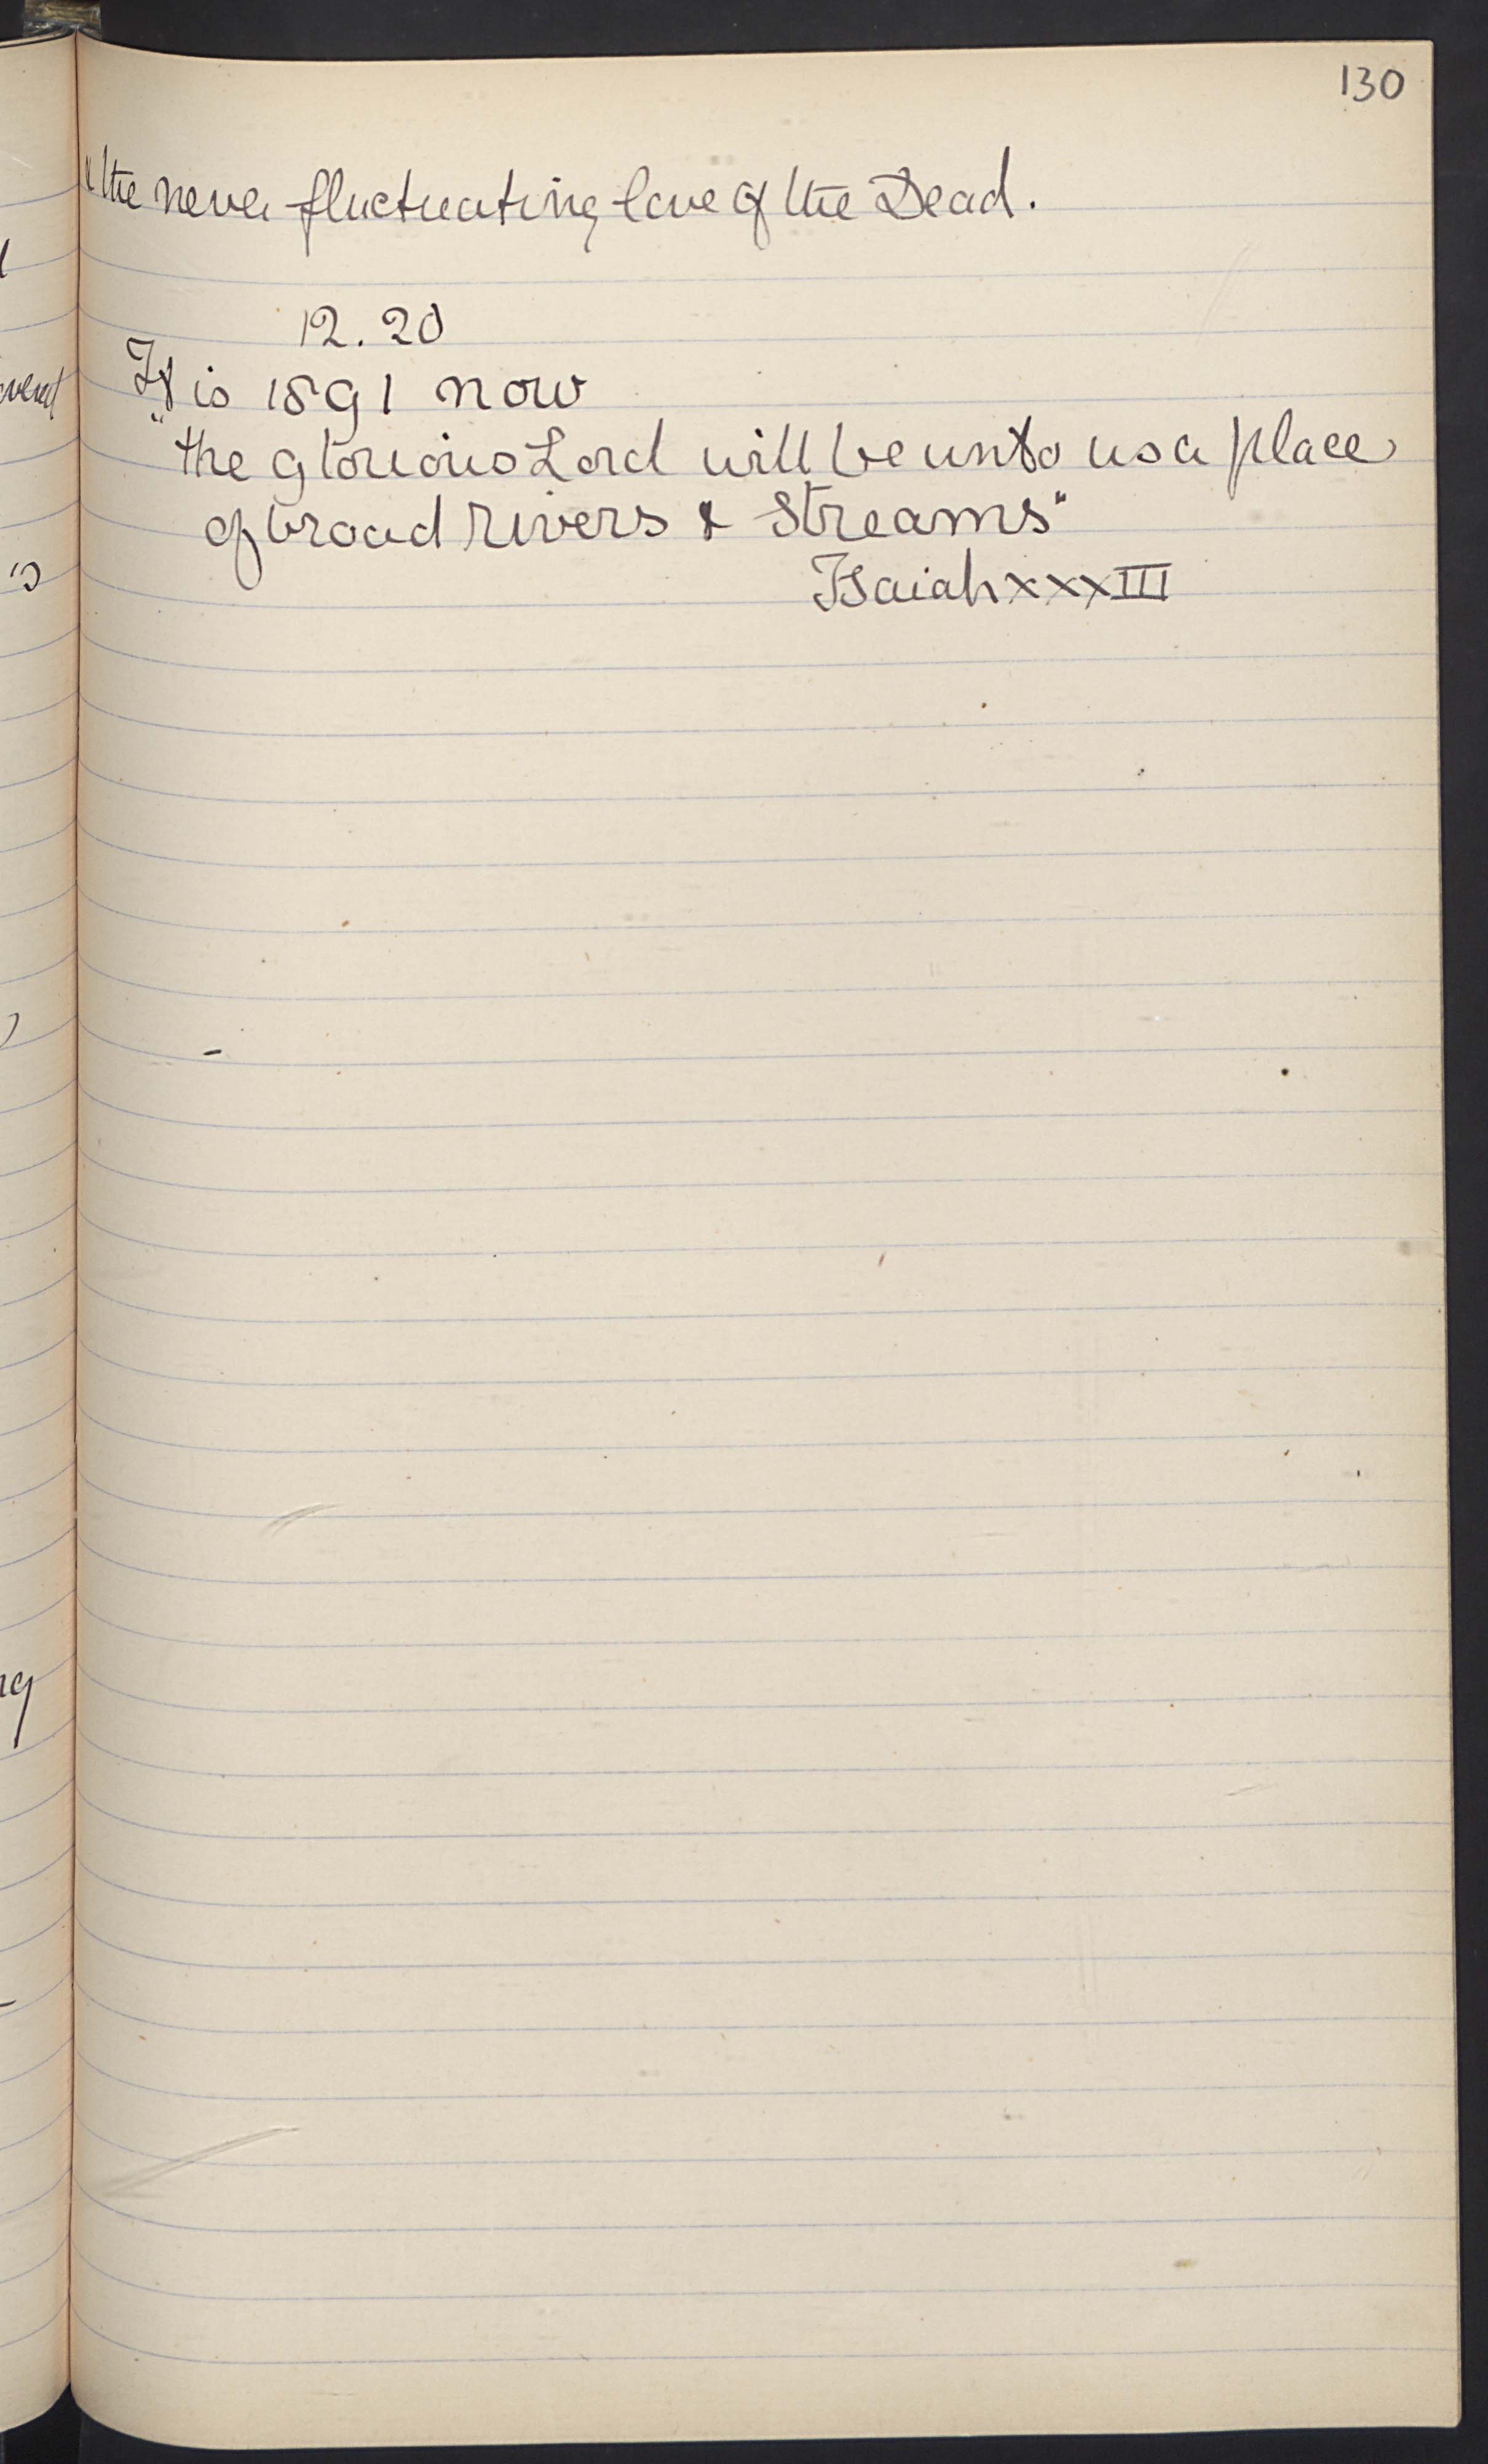 130
& the never fluctuating love of the Dead.
12.20
It is 1891 now
"the glorious Lord will be unto us a place
of broad rivers & Streams"
Isaiah xxxIII